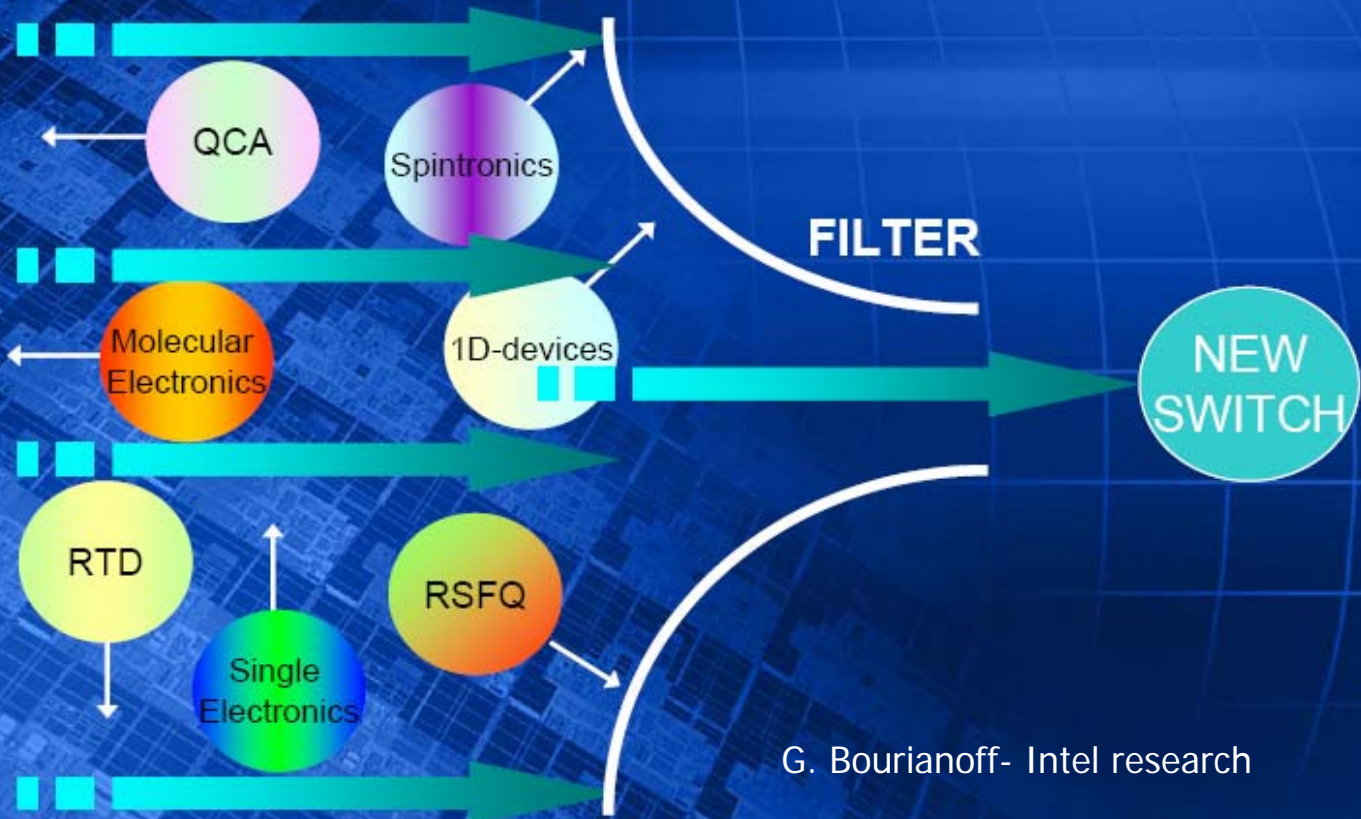 QCA
Spintronics
FILTER
Molecular
Electronics
1D-devices
NEW
SWITCH
RTD
RSFQ
Single
Electronics
G. Bourianoff- Intel research